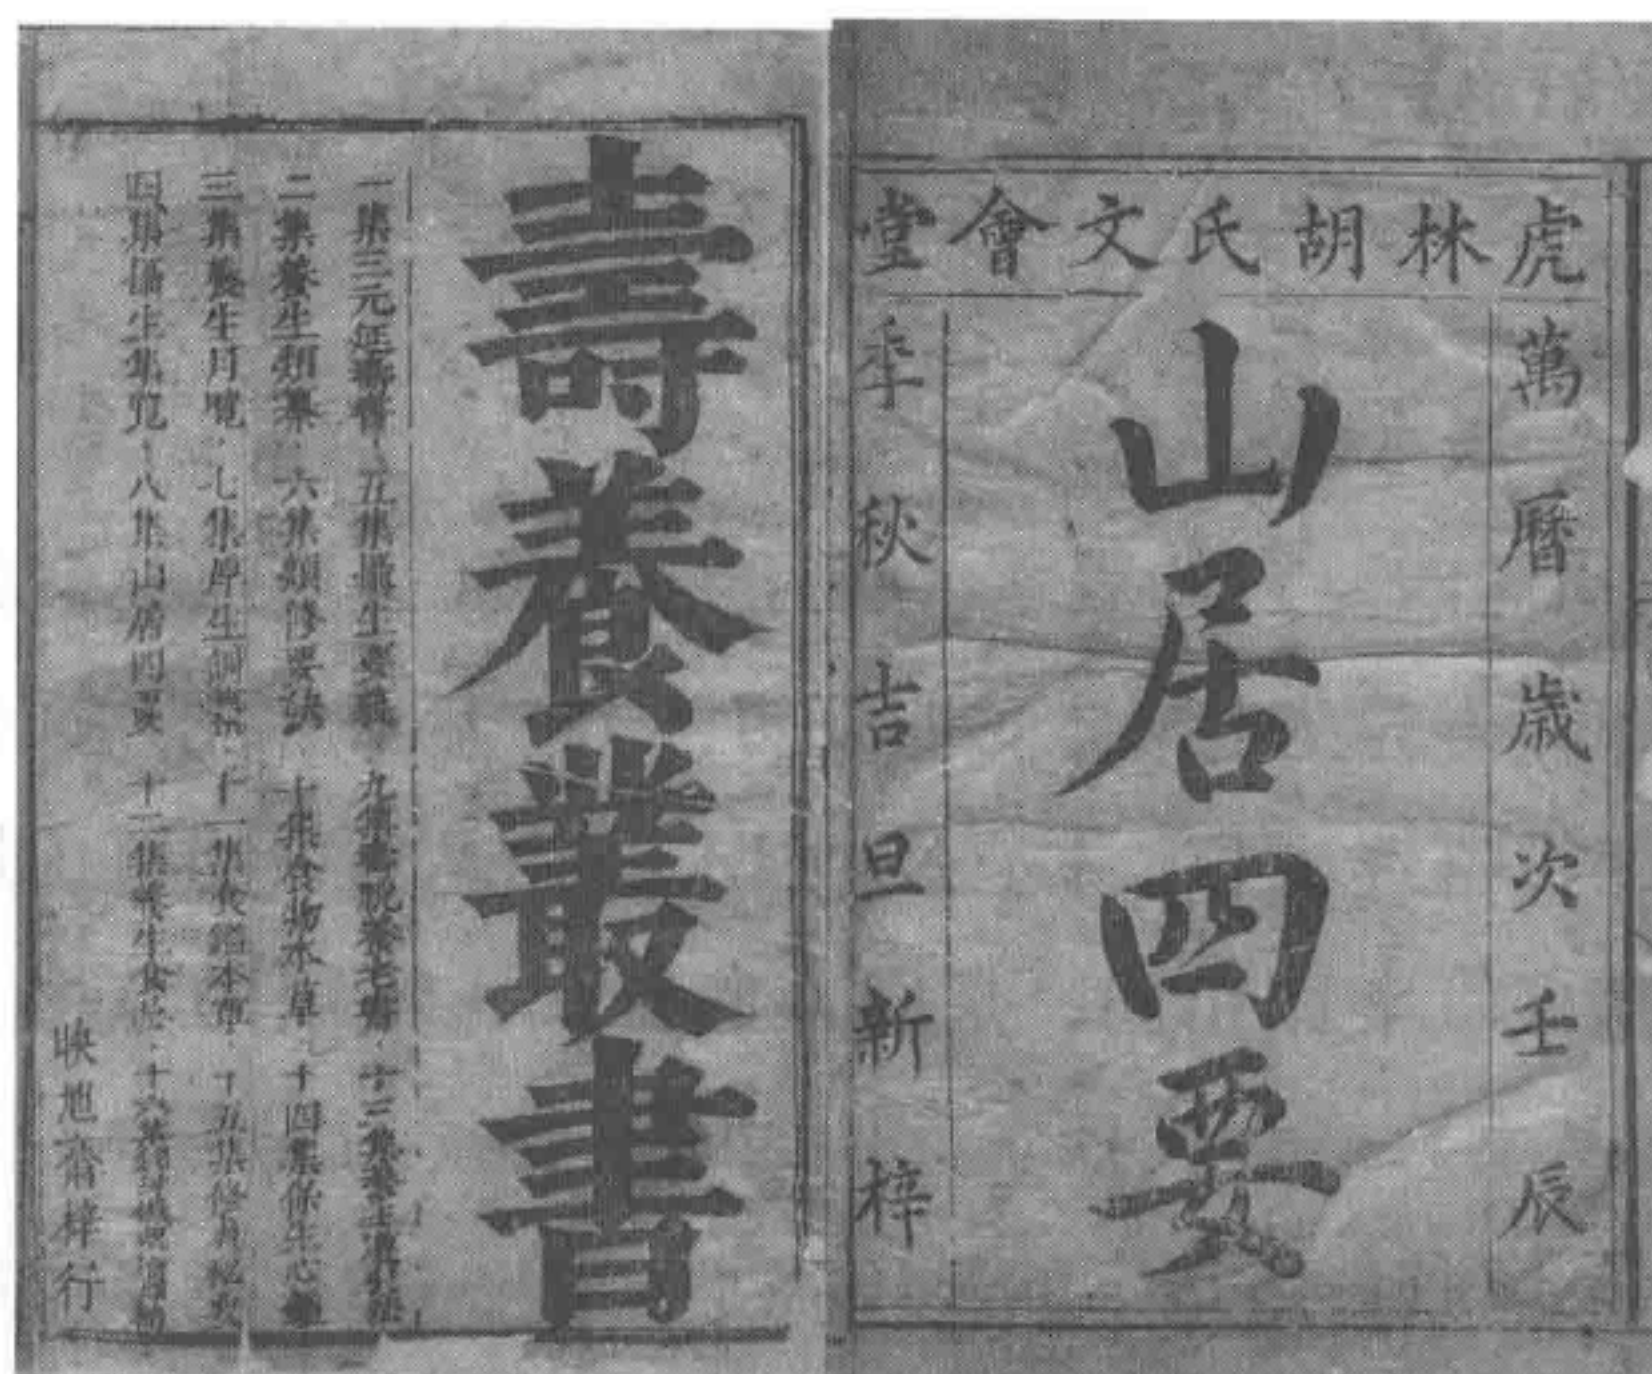 虎林胡氏文會堂
萬曆歲次壬辰
山居四要
季秋吉旦新梓
壽養叢書
一集三元延壽書 五集攝生要義 九集壽親養老書 十三集養生導引法
二集養生類纂 六集類修要訣 十集食物本草 十四集保生心鑑
三集養生月覽 七集厚生訓纂 十一集食鑑本草 十五集修真秘要
四集攝生集覽 八集山居四要 十二集養生食忌 十六集
映旭齋梓行